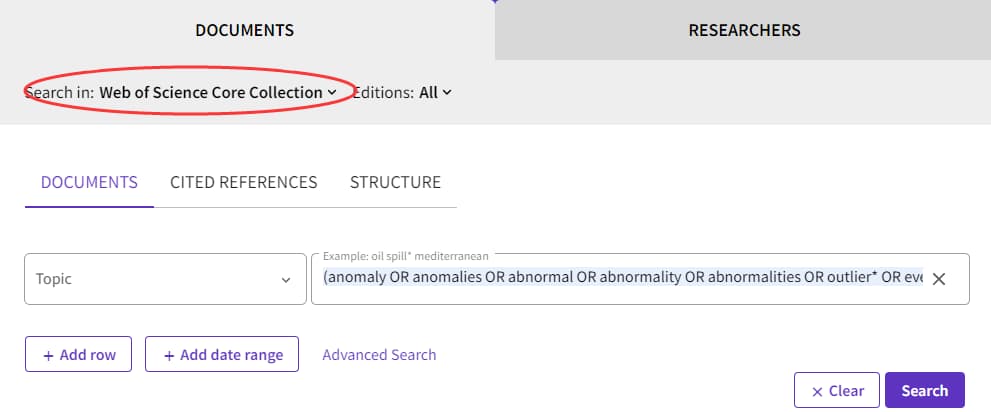 DOCUMENTS
RESEARCHERS
Search in: Web of Science Core Collection Editions: All
DOCUMENTS CITED REFERENCES STRUCTURE
Example: oil spill* mediterranean
Topic
(anomaly OR anomalies OR abnormal OR abnormality OR abnormalities OR outlier* OR eve
+ Add row + Add date range Advanced Search
× Clear Search